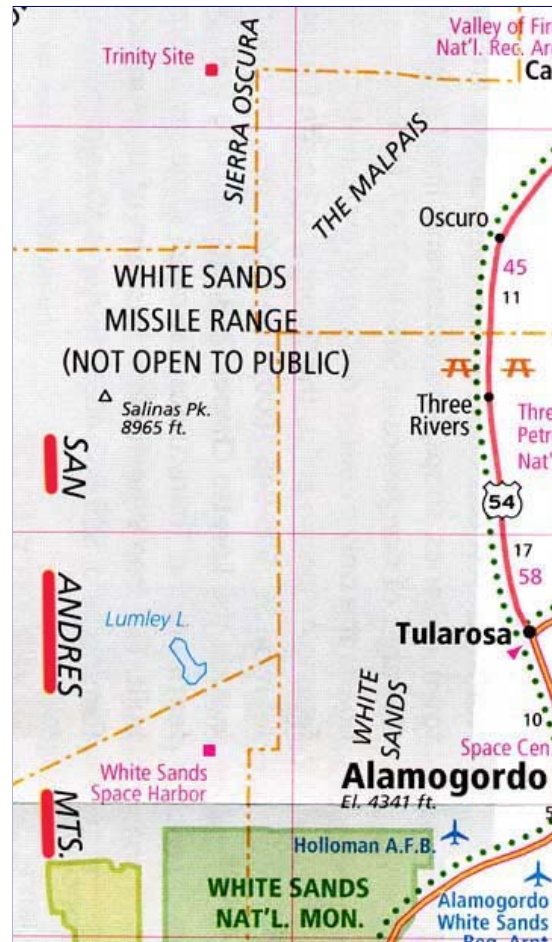 Valley of Fir
Nat'l. Rec. Are
Trinity Site
Ca
SIERRA OSCURA
THE MALPAIS
Oscuro
45
11
WHITE SANDS
MISSILE RANGE
(NOT OPEN TO PUBLIC)
Salinas Pk.
8965 ft.
Three
Rivers
Thre
Petr
Nat'
SAN
54
17
58
ANDRES
Lumley L.
Tularosa
WHITE
SANDS
10
Space Cen
White Sands
Space Harbor
Alamogordo
El. 4341 ft.
MTS.
5
Holloman A.F.B.
WHITE SANDS
NAT'L. MON.
Alamogordo
White Sands